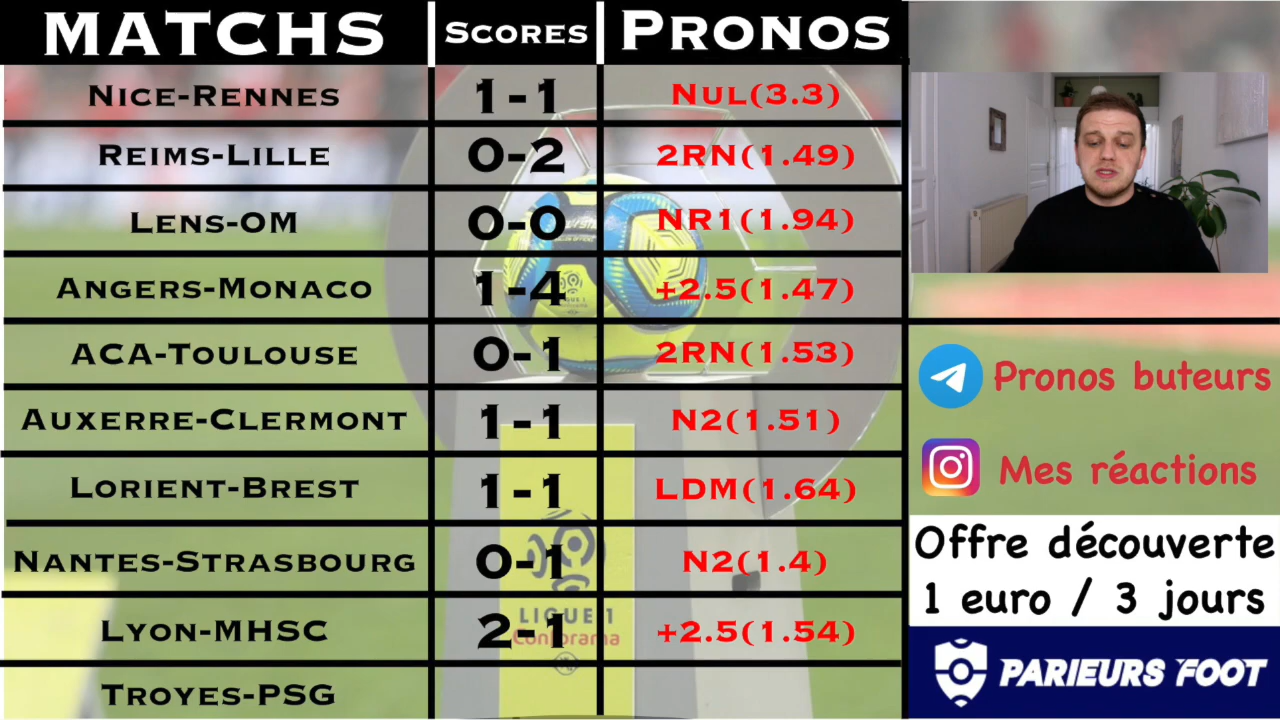 MATCHS SCORES PRONOS
NICE-RENNES 1-1 NUL(3.3)
REIMS-LILLE 0-2 2RN(1.49)
LENS-OM 0-0 NR1(1.94)
ANGERS-MONACO 1-4 +2.5(1.47)
ACA-TOULOUSE 0-1 2RN(1.53)
AUXERRE-CLERMONT 1-1 N2(1.51)
LORIENT-BREST 1-1 LDM(1.64)
NANTES-STRASBOURG 0-1 N2(1.4)
LYON-MHSC 2-1 +2.5(1.54)
TROYES-PSG
LIGUE 1
Conforama
Pronos buteurs
Mes réactions
Offre découverte
1 euro / 3 jours
PARIEURS FOOT